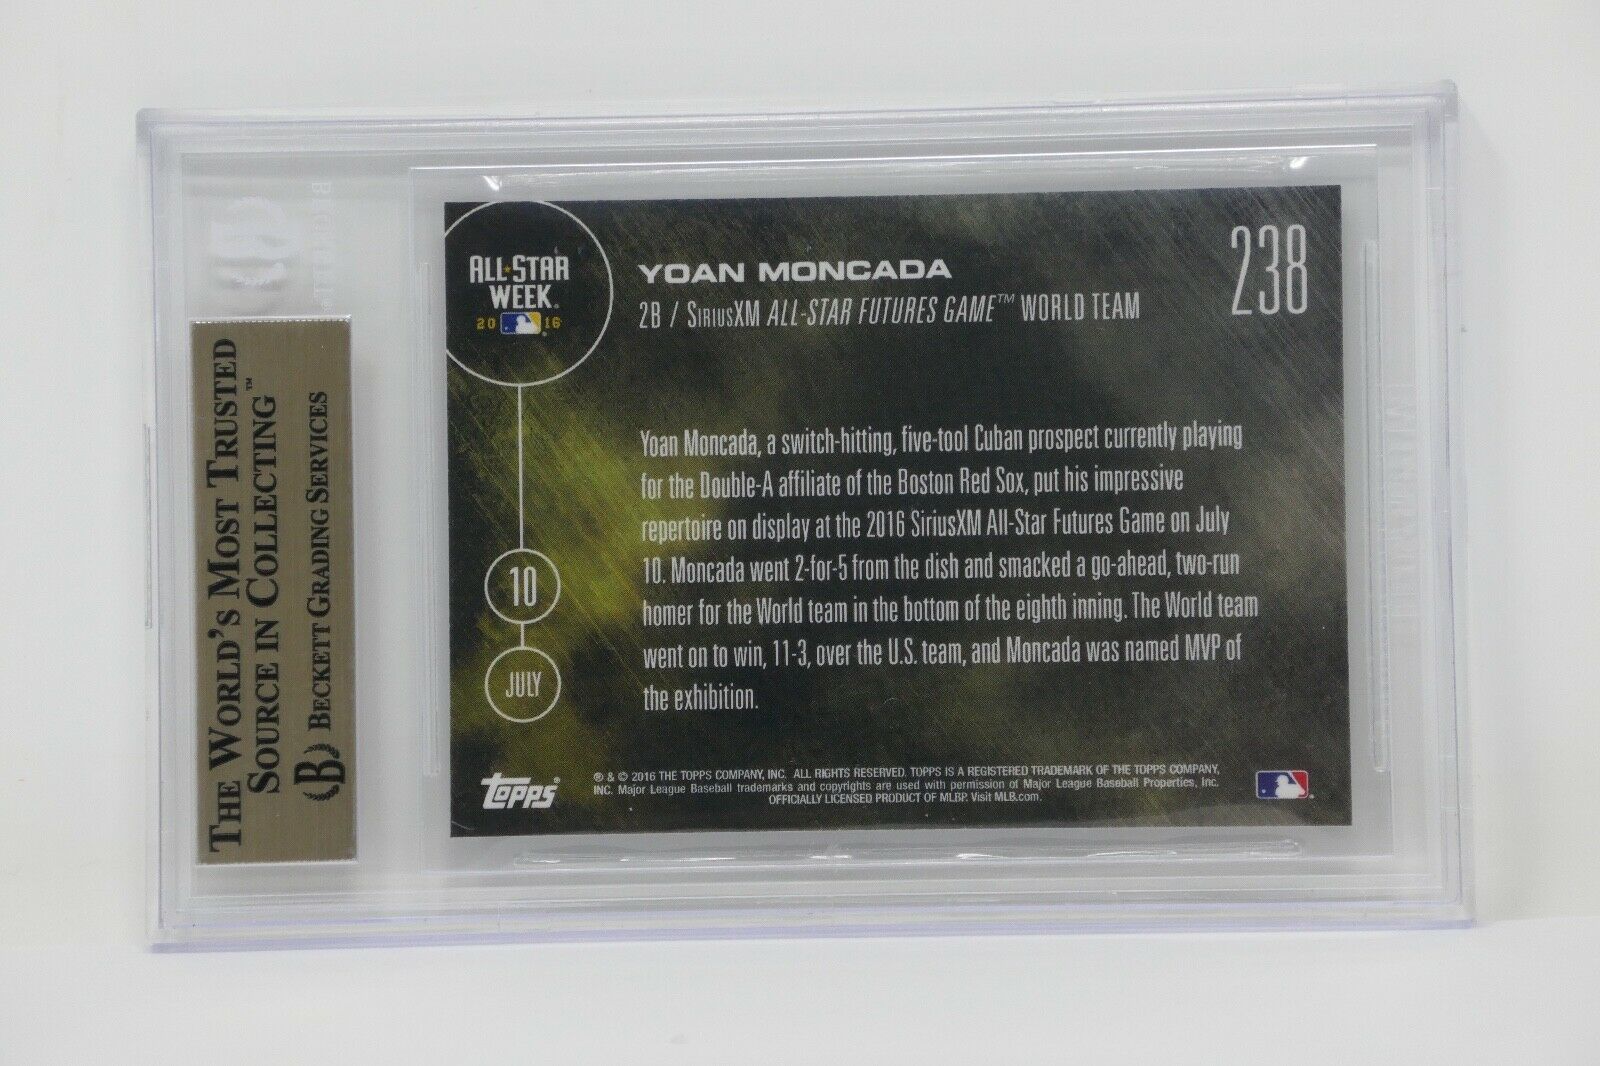 THE WORLD'S MOST TRUSTED
SOURCE IN COLLECTING™
BECKETT GRADING SERVICES
B
ALL★STAR
WEEK®
20 16
10
JULY
YOAN MONCADA
2B / SIRIUSXM ALL-STAR FUTURES GAME™ WORLD TEAM
238
Yoan Moncada, a switch-hitting, five-tool Cuban prospect currently playing
for the Double-A affiliate of the Boston Red Sox, put his impressive
repertoire on display at the 2016 SiriusXM All-Star Futures Game on July
10. Moncada went 2-for-5 from the dish and smacked a go-ahead, two-run
homer for the World team in the bottom of the eighth inning. The World team
went on to win, 11-3, over the U.S. team, and Moncada was named MVP of
the exhibition.
Topps®
® & © 2016 THE TOPPS COMPANY, INC. ALL RIGHTS RESERVED. TOPPS IS A REGISTERED TRADEMARK OF THE TOPPS COMPANY,
INC. Major League Baseball trademarks and copyrights are used with permission of Major League Baseball Properties, Inc.
OFFICIALLY LICENSED PRODUCT OF MLBP. Visit MLB.com.